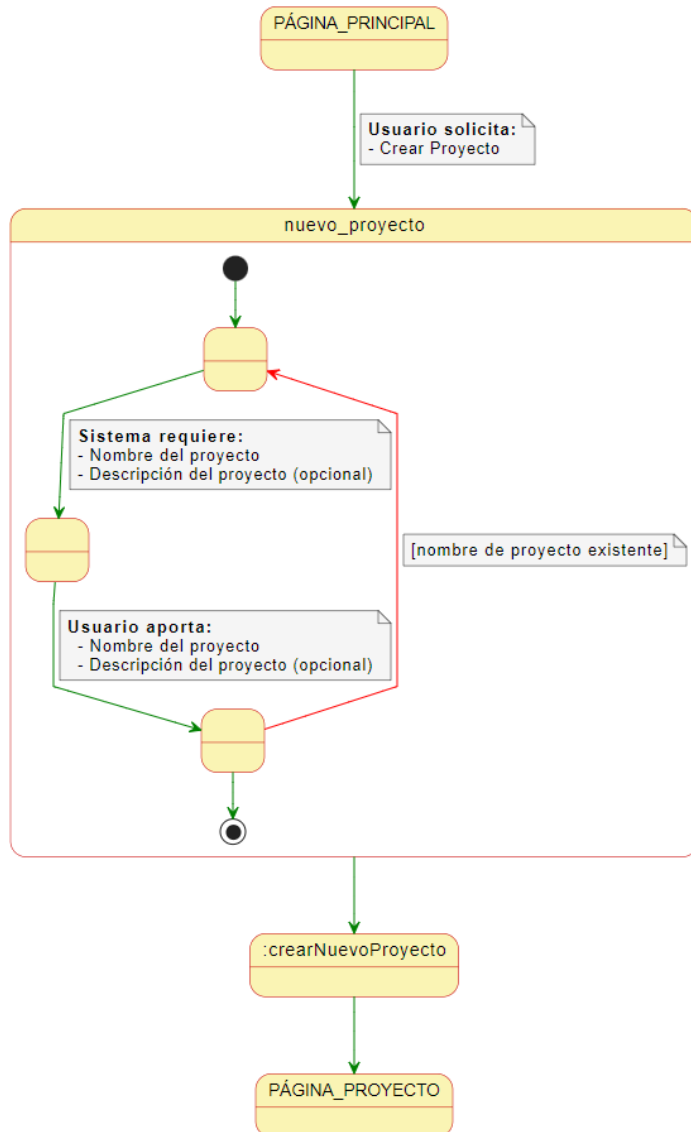 PÁGINA_PRINCIPAL
Usuario solicita:
- Crear Proyecto
nuevo_proyecto
Sistema requiere:
- Nombre del proyecto
- Descripción del proyecto (opcional)
[nombre de proyecto existente]
Usuario aporta:
- Nombre del proyecto
- Descripción del proyecto (opcional)
:crearNuevoProyecto
PÁGINA_PROYECTO